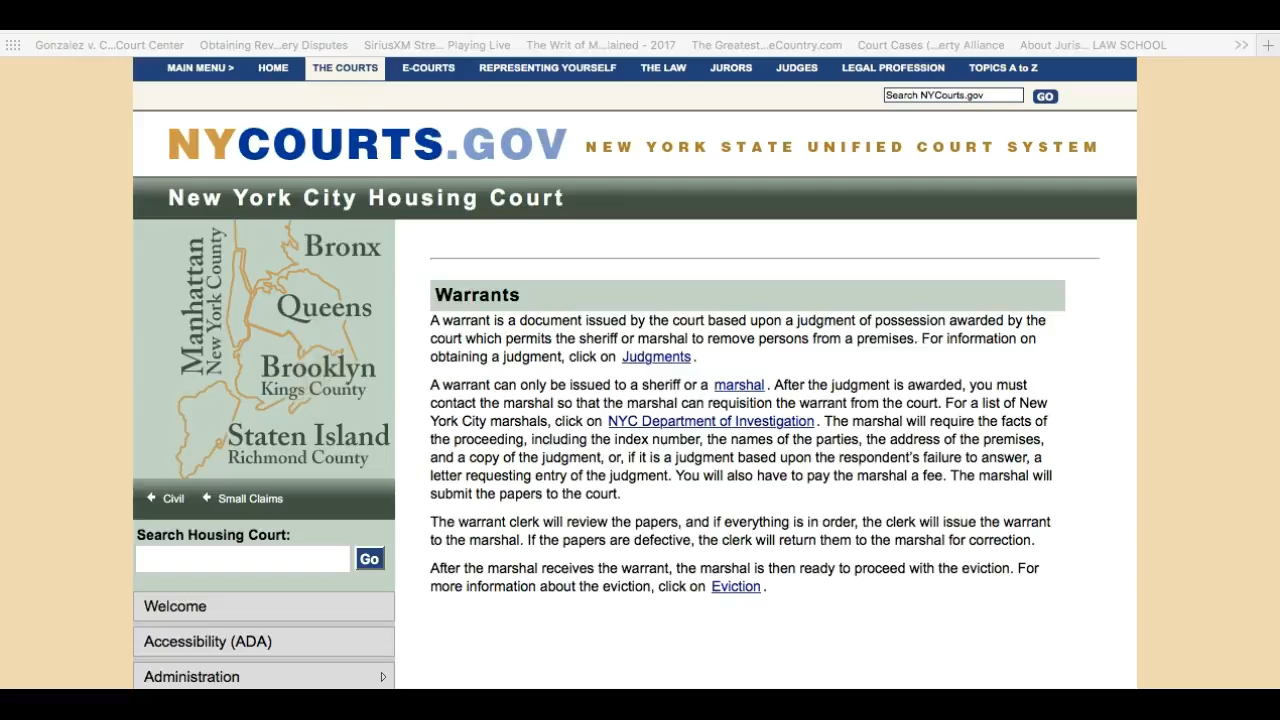 Gonzalez v. C...Court Center Obtaining Rev...ery Disputes SiriusXM Stre... Playing Live The Writ of M...lained - 2017 The Greatest...eCountry.com Court Cases (...erty Alliance About Juris... LAW SCHOOL >> +
MAIN MENU > HOME THE COURTS E-COURTS REPRESENTING YOURSELF THE LAW JURORS JUDGES LEGAL PROFESSION TOPICS A to Z
Search NYCourts.gov GO
NYCOURTS.GOV NEW YORK STATE UNIFIED COURT SYSTEM
New York City Housing Court
Manhattan
New York County
Bronx
Queens
Brooklyn
Kings County
Staten Island
Richmond County
Civil Small Claims
Search Housing Court:
Go
Welcome
Accessibility (ADA)
Administration
Warrants
A warrant is a document issued by the court based upon a judgment of possession awarded by the
court which permits the sheriff or marshal to remove persons from a premises. For information on
obtaining a judgment, click on Judgments.
A warrant can only be issued to a sheriff or a marshal. After the judgment is awarded, you must
contact the marshal so that the marshal can requisition the warrant from the court. For a list of New
York City marshals, click on NYC Department of Investigation. The marshal will require the facts of
the proceeding, including the index number, the names of the parties, the address of the premises,
and a copy of the judgment, or, if it is a judgment based upon the respondent's failure to answer, a
letter requesting entry of the judgment. You will also have to pay the marshal a fee. The marshal will
submit the papers to the court.
The warrant clerk will review the papers, and if everything is in order, the clerk will issue the warrant
to the marshal. If the papers are defective, the clerk will return them to the marshal for correction.
After the marshal receives the warrant, the marshal is then ready to proceed with the eviction. For
more information about the eviction, click on Eviction.